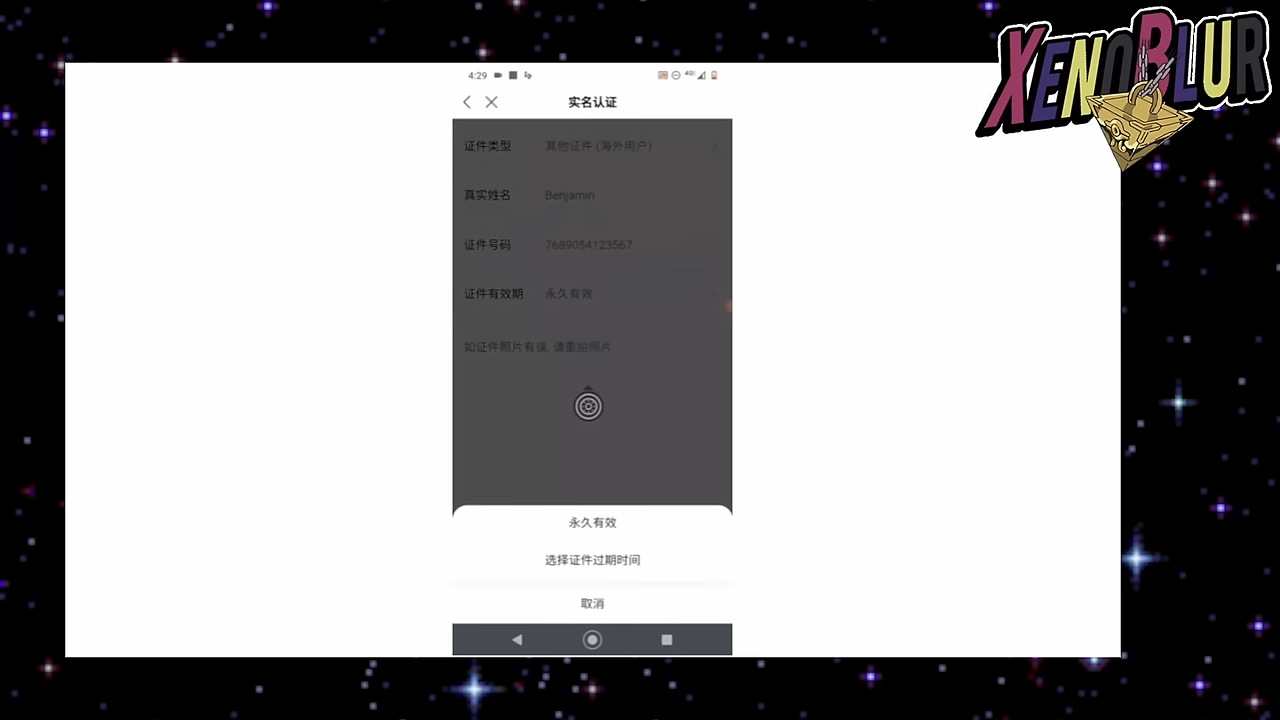 XENOBLUR
4:29
4G
实名认证
证件类型 其他证件 (海外用户)
真实姓名 Benjamin
证件号码 7689054123567
证件有效期 永久有效
如证件照片有误, 请重拍照片
永久有效
选择证件过期时间
取消